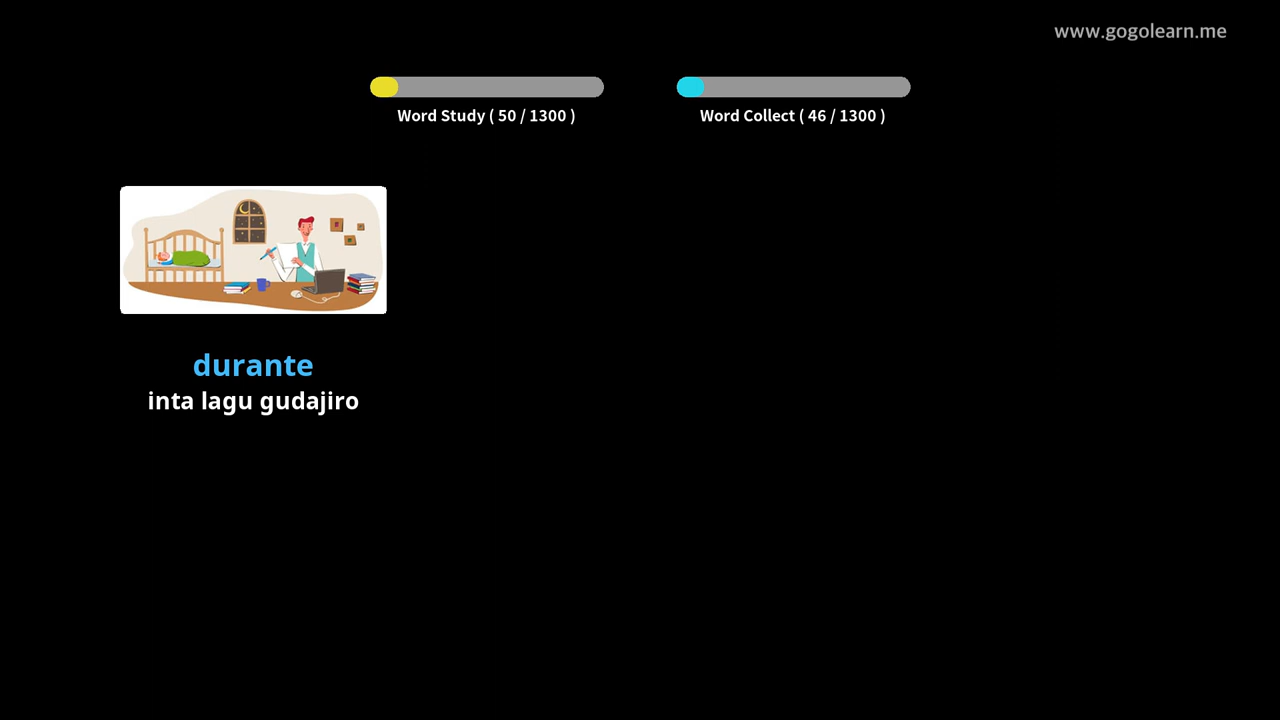 www.gogolearn.me
Word Study ( 50 / 1300 )
Word Collect ( 46 / 1300 )
durante
inta lagu gudajiro